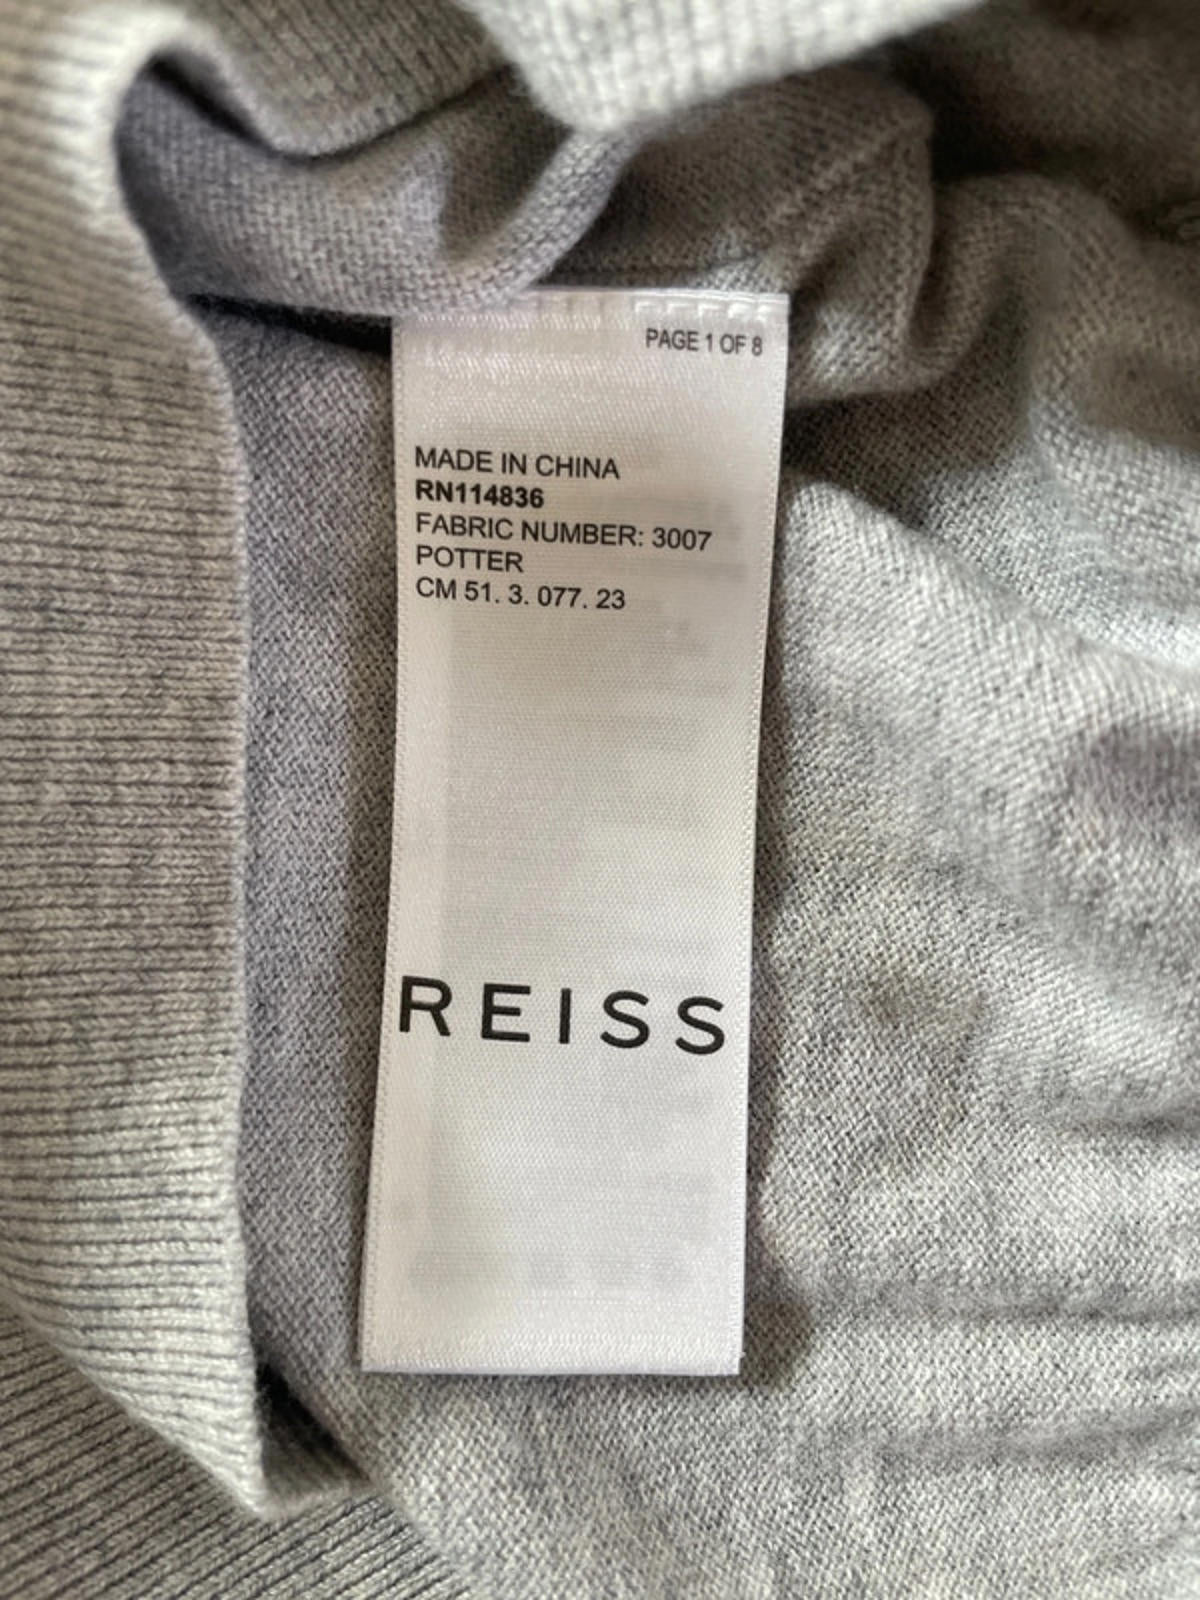 PAGE 1 OF 8
MADE IN CHINA
RN114836
FABRIC NUMBER: 3007
POTTER
CM 51. 3. 077. 23
REISS